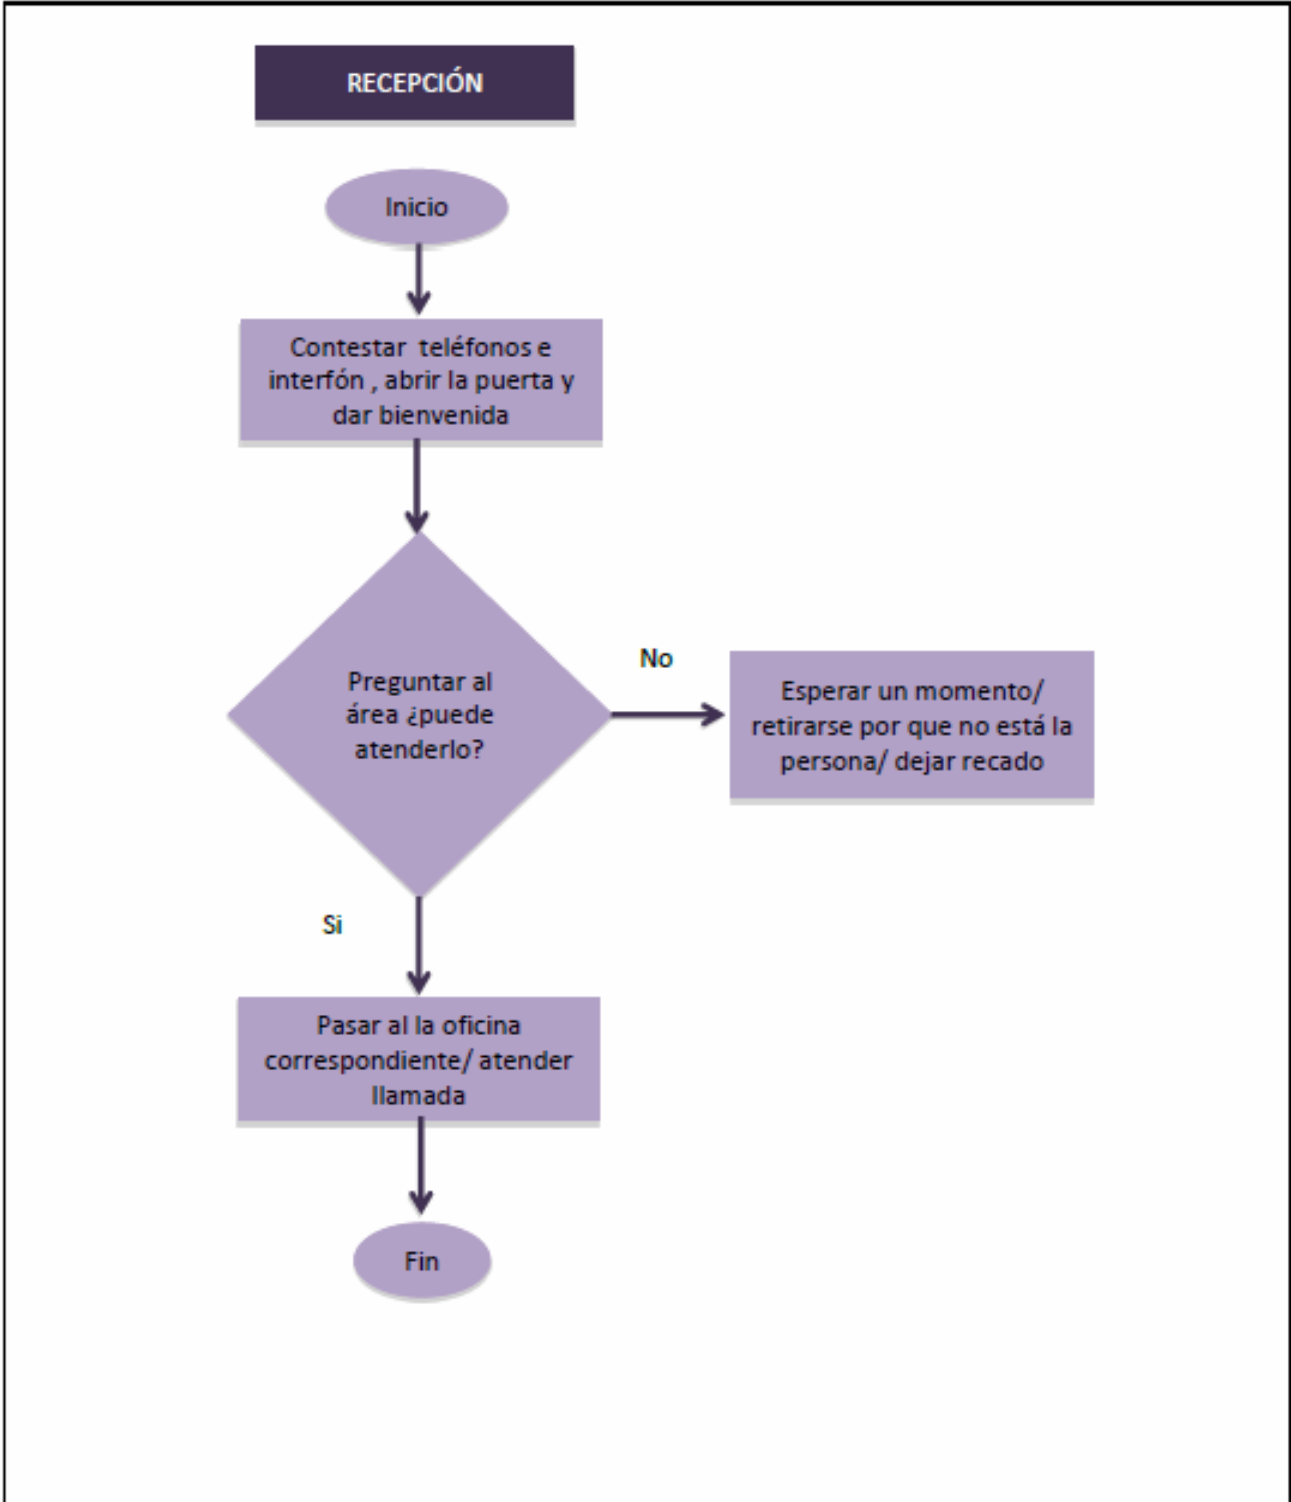 RECEPCIÓN
Inicio
Contestar teléfonos e
interfón , abrir la puerta y
dar bienvenida
Preguntar al
área ¿puede
atenderlo?
No
Esperar un momento/
retirarse por que no está la
persona/ dejar recado
Si
Pasar al la oficina
correspondiente/ atender
llamada
Fin